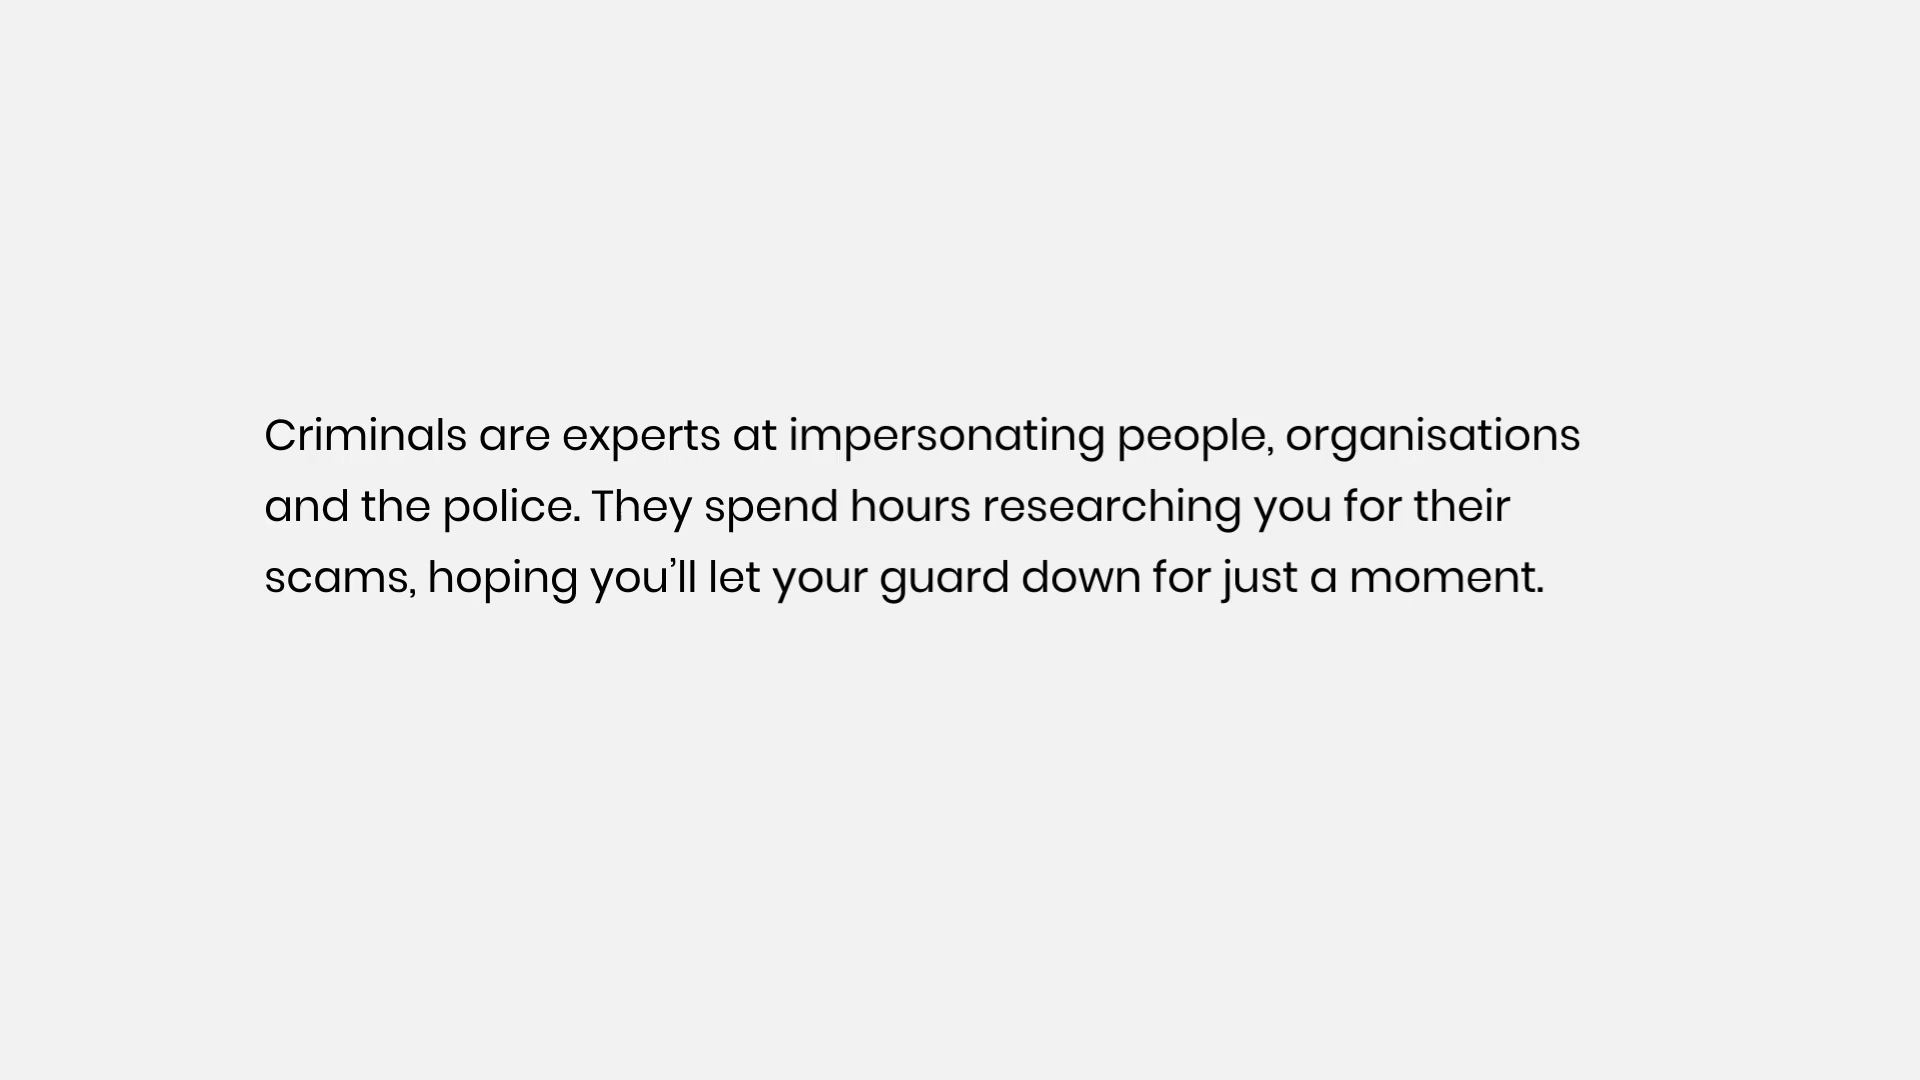 Criminals are experts at impersonating people, organisations
and the police. They spend hours researching you for their
scams, hoping you’ll let your guard down for just a moment.